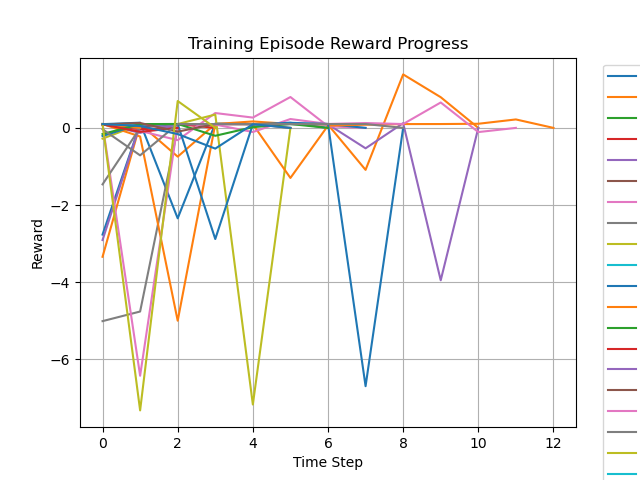 Training Episode Reward Progress
0
−2
−4
−6
Reward
0 2 4 6 8 10 12
Time Step